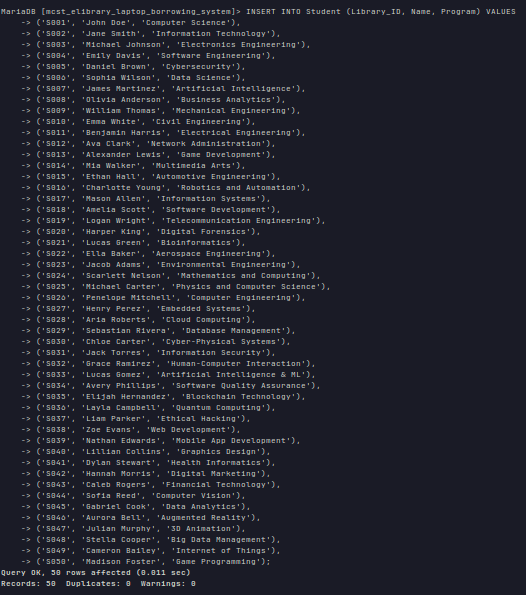 MariaDB [mcst_elibrary_laptop_borrowing_system]> INSERT INTO Student (Library_ID, Name, Program) VALUES
-> ('S001', 'John Doe', 'Computer Science'),
-> ('S002', 'Jane Smith', 'Information Technology'),
-> ('S003', 'Michael Johnson', 'Electronics Engineering'),
-> ('S004', 'Emily Davis', 'Software Engineering'),
-> ('S005', 'Daniel Brown', 'Cybersecurity'),
-> ('S006', 'Sophia Wilson', 'Data Science'),
-> ('S007', 'James Martinez', 'Artificial Intelligence'),
-> ('S008', 'Olivia Anderson', 'Business Analytics'),
-> ('S009', 'William Thomas', 'Mechanical Engineering'),
-> ('S010', 'Emma White', 'Civil Engineering'),
-> ('S011', 'Benjamin Harris', 'Electrical Engineering'),
-> ('S012', 'Ava Clark', 'Network Administration'),
-> ('S013', 'Alexander Lewis', 'Game Development'),
-> ('S014', 'Mia Walker', 'Multimedia Arts'),
-> ('S015', 'Ethan Hall', 'Automotive Engineering'),
-> ('S016', 'Charlotte Young', 'Robotics and Automation'),
-> ('S017', 'Mason Allen', 'Information Systems'),
-> ('S018', 'Amelia Scott', 'Software Development'),
-> ('S019', 'Logan Wright', 'Telecommunication Engineering'),
-> ('S020', 'Harper King', 'Digital Forensics'),
-> ('S021', 'Lucas Green', 'Bioinformatics'),
-> ('S022', 'Ella Baker', 'Aerospace Engineering'),
-> ('S023', 'Jacob Adams', 'Environmental Engineering'),
-> ('S024', 'Scarlett Nelson', 'Mathematics and Computing'),
-> ('S025', 'Michael Carter', 'Physics and Computer Science'),
-> ('S026', 'Penelope Mitchell', 'Computer Engineering'),
-> ('S027', 'Henry Perez', 'Embedded Systems'),
-> ('S028', 'Aria Roberts', 'Cloud Computing'),
-> ('S029', 'Sebastian Rivera', 'Database Management'),
-> ('S030', 'Chloe Carter', 'Cyber-Physical Systems'),
-> ('S031', 'Jack Torres', 'Information Security'),
-> ('S032', 'Grace Ramirez', 'Human-Computer Interaction'),
-> ('S033', 'Lucas Gomez', 'Artificial Intelligence & ML'),
-> ('S034', 'Avery Phillips', 'Software Quality Assurance'),
-> ('S035', 'Elijah Hernandez', 'Blockchain Technology'),
-> ('S036', 'Layla Campbell', 'Quantum Computing'),
-> ('S037', 'Liam Parker', 'Ethical Hacking'),
-> ('S038', 'Zoe Evans', 'Web Development'),
-> ('S039', 'Nathan Edwards', 'Mobile App Development'),
-> ('S040', 'Lillian Collins', 'Graphics Design'),
-> ('S041', 'Dylan Stewart', 'Health Informatics'),
-> ('S042', 'Hannah Morris', 'Digital Marketing'),
-> ('S043', 'Caleb Rogers', 'Financial Technology'),
-> ('S044', 'Sofia Reed', 'Computer Vision'),
-> ('S045', 'Gabriel Cook', 'Data Analytics'),
-> ('S046', 'Aurora Bell', 'Augmented Reality'),
-> ('S047', 'Julian Murphy', '3D Animation'),
-> ('S048', 'Stella Cooper', 'Big Data Management'),
-> ('S049', 'Cameron Bailey', 'Internet of Things'),
-> ('S050', 'Madison Foster', 'Game Programming');
Query OK, 50 rows affected (0.011 sec)
Records: 50  Duplicates: 0  Warnings: 0